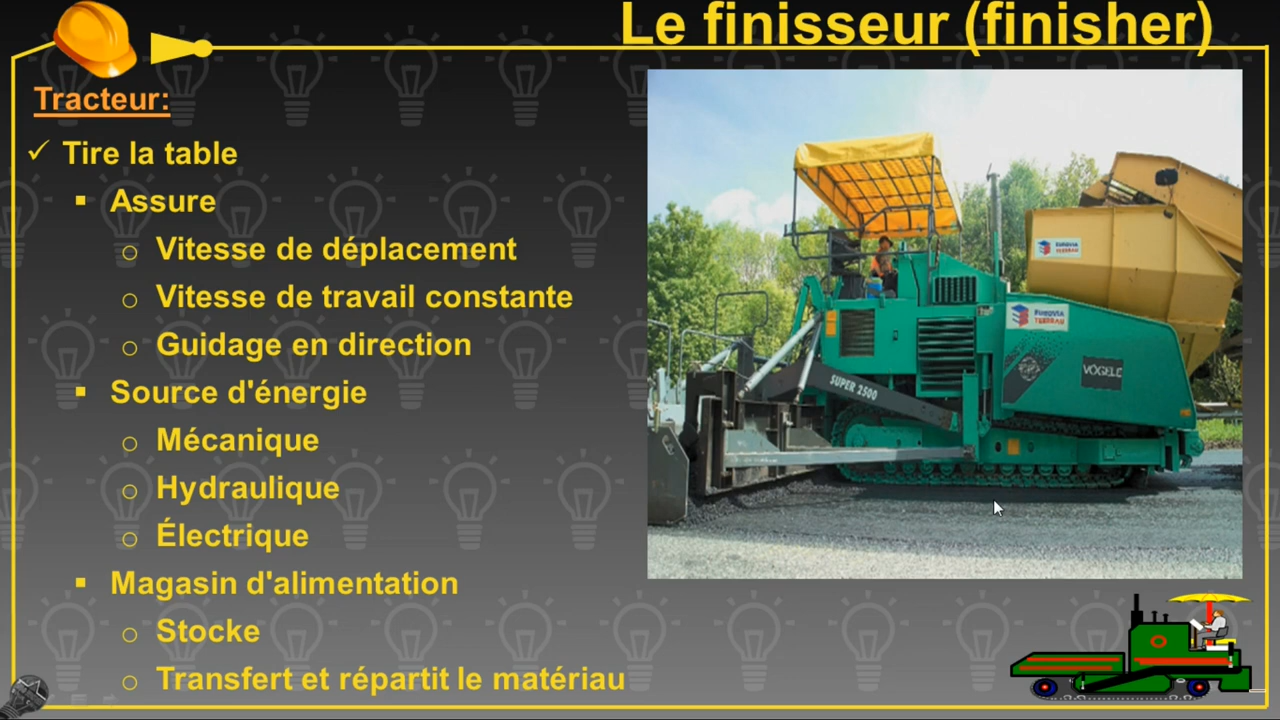 Le finisseur (finisher)
Tracteur:
✓ Tire la table
▪ Assure
o Vitesse de déplacement
o Vitesse de travail constante
o Guidage en direction
▪ Source d'énergie
o Mécanique
o Hydraulique
o Électrique
▪ Magasin d'alimentation
o Stocke
o Transfert et répartit le matériau
SUPER 2500
VÖGELE